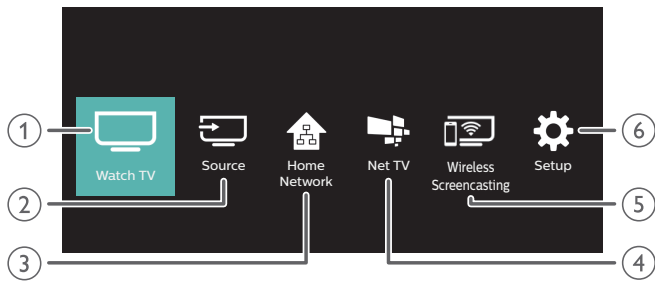 1
Watch TV
2
Source
3
Home
Network
Net TV
4
Wireless
Screencasting
5
Setup
6